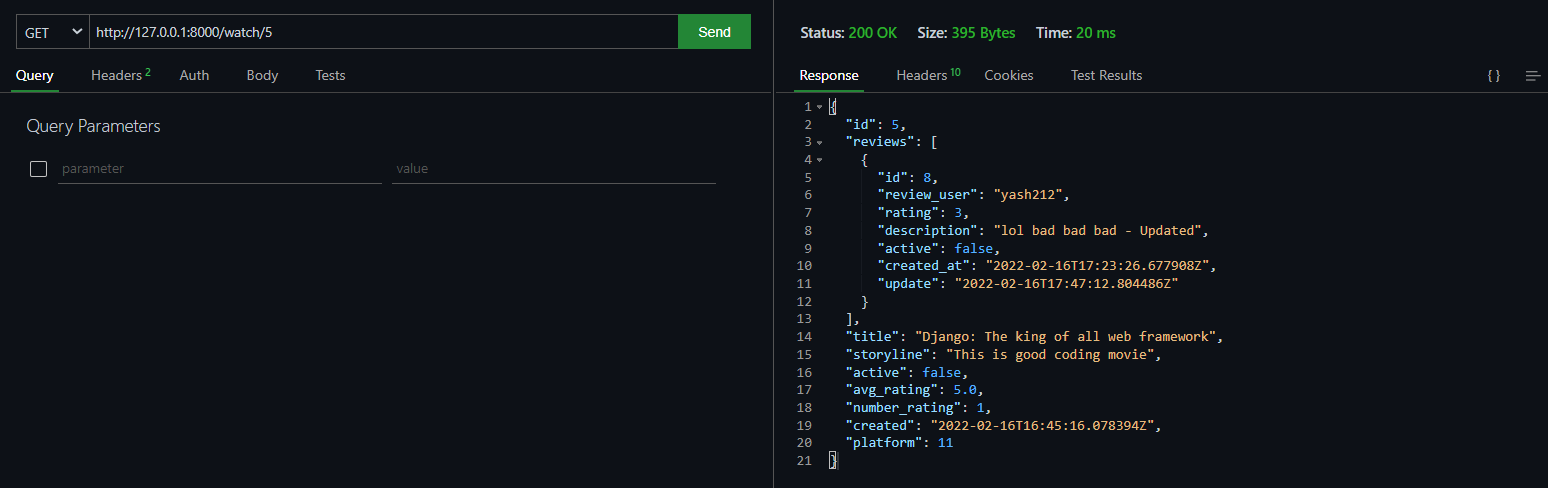 GET http://127.0.0.1:8000/watch/5 Send
Query Headers 2 Auth Body Tests
Query Parameters
parameter value
Status: 200 OK Size: 395 Bytes Time: 20 ms
Response Headers 10 Cookies Test Results { }
1 {
2 "id": 5,
3 "reviews": [
4 {
5 "id": 8,
6 "review_user": "yash212",
7 "rating": 3,
8 "description": "lol bad bad bad - Updated",
9 "active": false,
10 "created_at": "2022-02-16T17:23:26.677908Z",
11 "update": "2022-02-16T17:47:12.804486Z"
12 }
13 ],
14 "title": "Django: The king of all web framework",
15 "storyline": "This is good coding movie",
16 "active": false,
17 "avg_rating": 5.0,
18 "number_rating": 1,
19 "created": "2022-02-16T16:45:16.078394Z",
20 "platform": 11
21 }